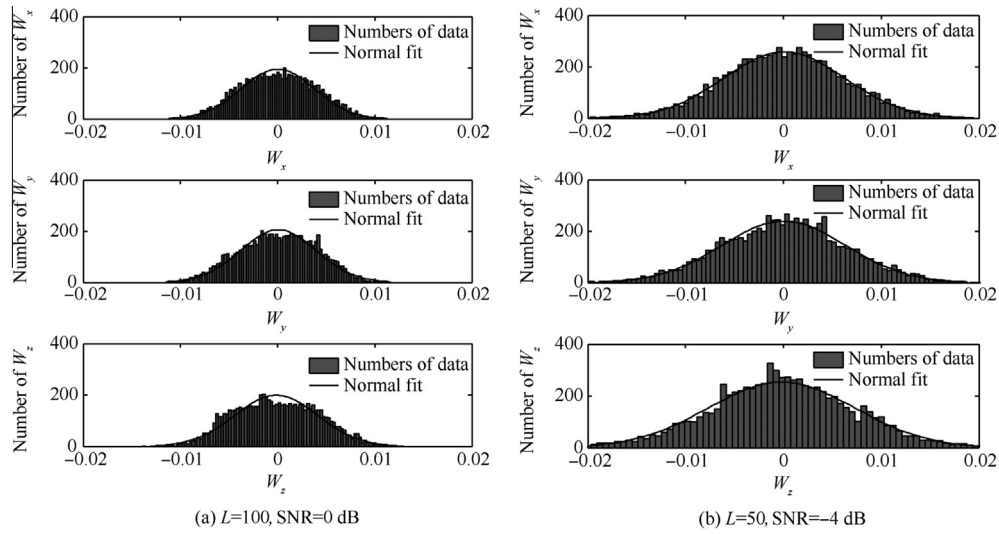 400
200
0
Number of W_x
Numbers of data
Normal fit
−0.02 −0.01 0 0.01 0.02
W_x
400
200
0
Number of W_y
Numbers of data
Normal fit
−0.02 −0.01 0 0.01 0.02
W_y
400
200
0
Number of W_z
Numbers of data
Normal fit
−0.02 −0.01 0 0.01 0.02
W_z
(a) L=100, SNR=0 dB
400
200
0
Number of W_x
Numbers of data
Normal fit
−0.02 −0.01 0 0.01 0.02
W_x
400
200
0
Number of W_y
Numbers of data
Normal fit
−0.02 −0.01 0 0.01 0.02
W_y
400
200
0
Number of W_z
Numbers of data
Normal fit
−0.02 −0.01 0 0.01 0.02
W_z
(b) L=50, SNR=−4 dB